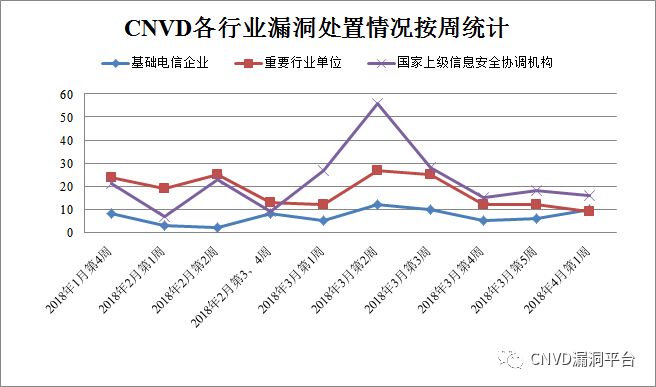 CNVD各行业漏洞处置情况按周统计
基础电信企业 重要行业单位 国家上级信息安全协调机构
60
50
40
30
20
10
0
2018年1月第4周
2018年2月第1周
2018年2月第2周
2018年2月第3、4周
2018年3月第1周
2018年3月第2周
2018年3月第3周
2018年3月第4周
2018年3月第5周
2018年4月第1周
CNVD漏洞平台